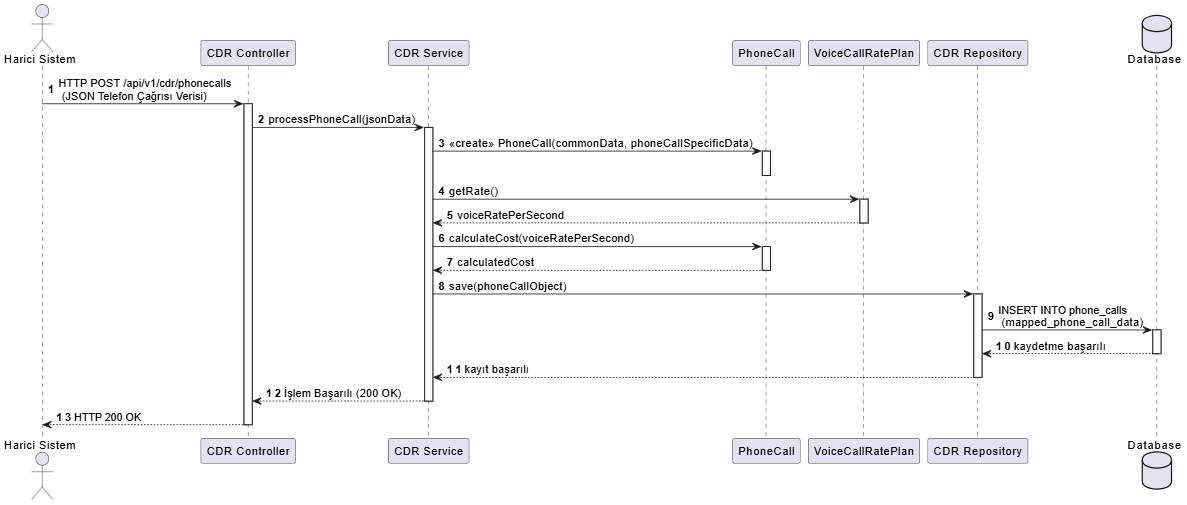 Harici Sistem
CDR Controller
CDR Service
PhoneCall
VoiceCallRatePlan
CDR Repository
Database
1 HTTP POST /api/v1/cdr/phonecalls
(JSON Telefon Çağrısı Verisi)
2 processPhoneCall(jsonData)
3 «create» PhoneCall(commonData, phoneCallSpecificData)
4 getRate()
5 voiceRatePerSecond
6 calculateCost(voiceRatePerSecond)
7 calculatedCost
8 save(phoneCallObject)
9 INSERT INTO phone_calls
(mapped_phone_call_data)
10 kaydetme başarılı
11 kayıt başarılı
12 İşlem Başarılı (200 OK)
13 HTTP 200 OK
Harici Sistem
CDR Controller
CDR Service
PhoneCall
VoiceCallRatePlan
CDR Repository
Database